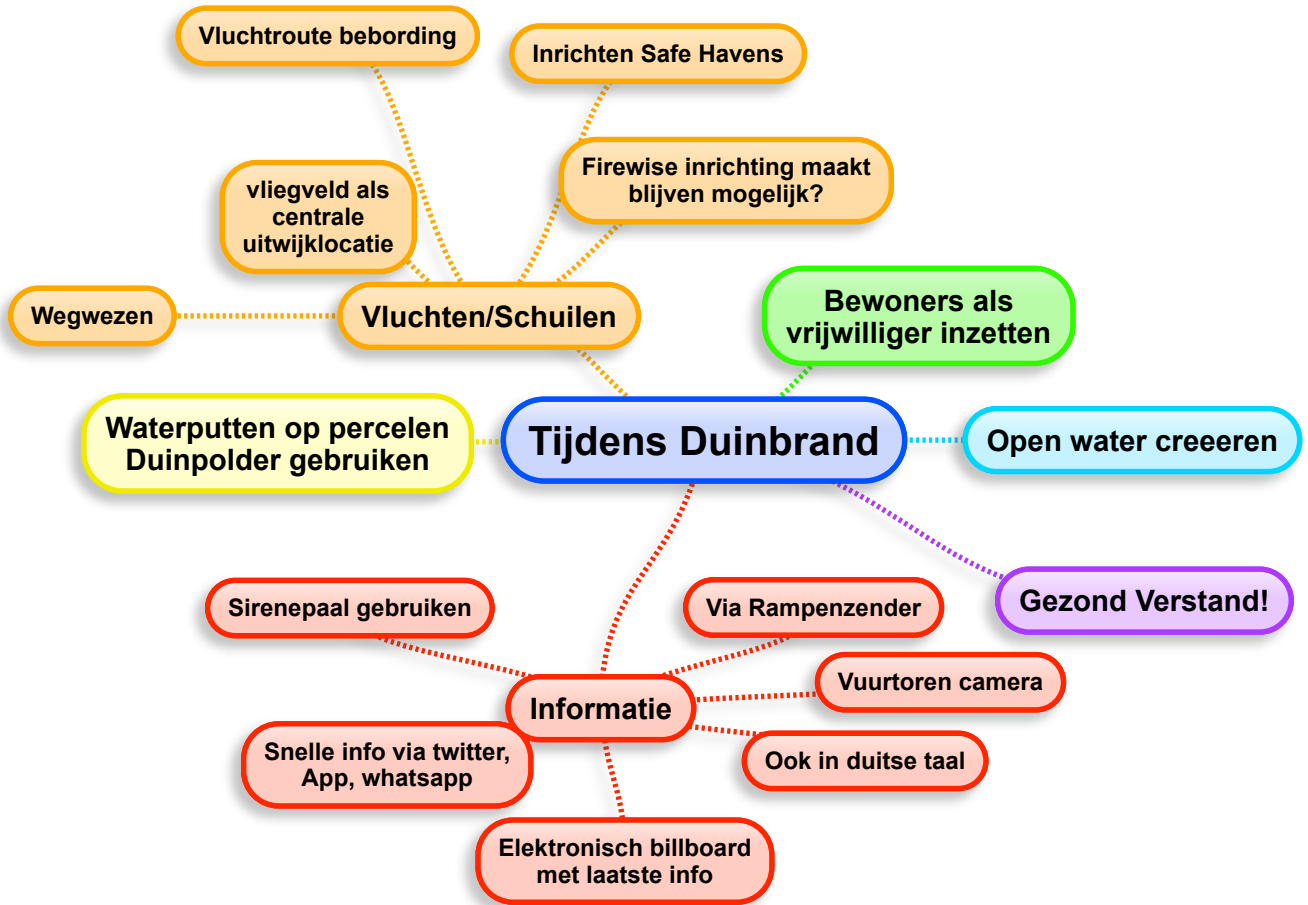 Vluchtroute bebording
Inrichten Safe Havens
Firewise inrichting maakt
blijven mogelijk?
vliegveld als
centrale
uitwijklocatie
Wegwezen
Vluchten/Schuilen
Bewoners als
vrijwilliger inzetten
Waterputten op percelen
Duinpolder gebruiken
Tijdens Duinbrand
Open water creeeren
Gezond Verstand!
Sirenepaal gebruiken
Via Rampenzender
Vuurtoren camera
Informatie
Snelle info via twitter,
App, whatsapp
Ook in duitse taal
Elektronisch billboard
met laatste info